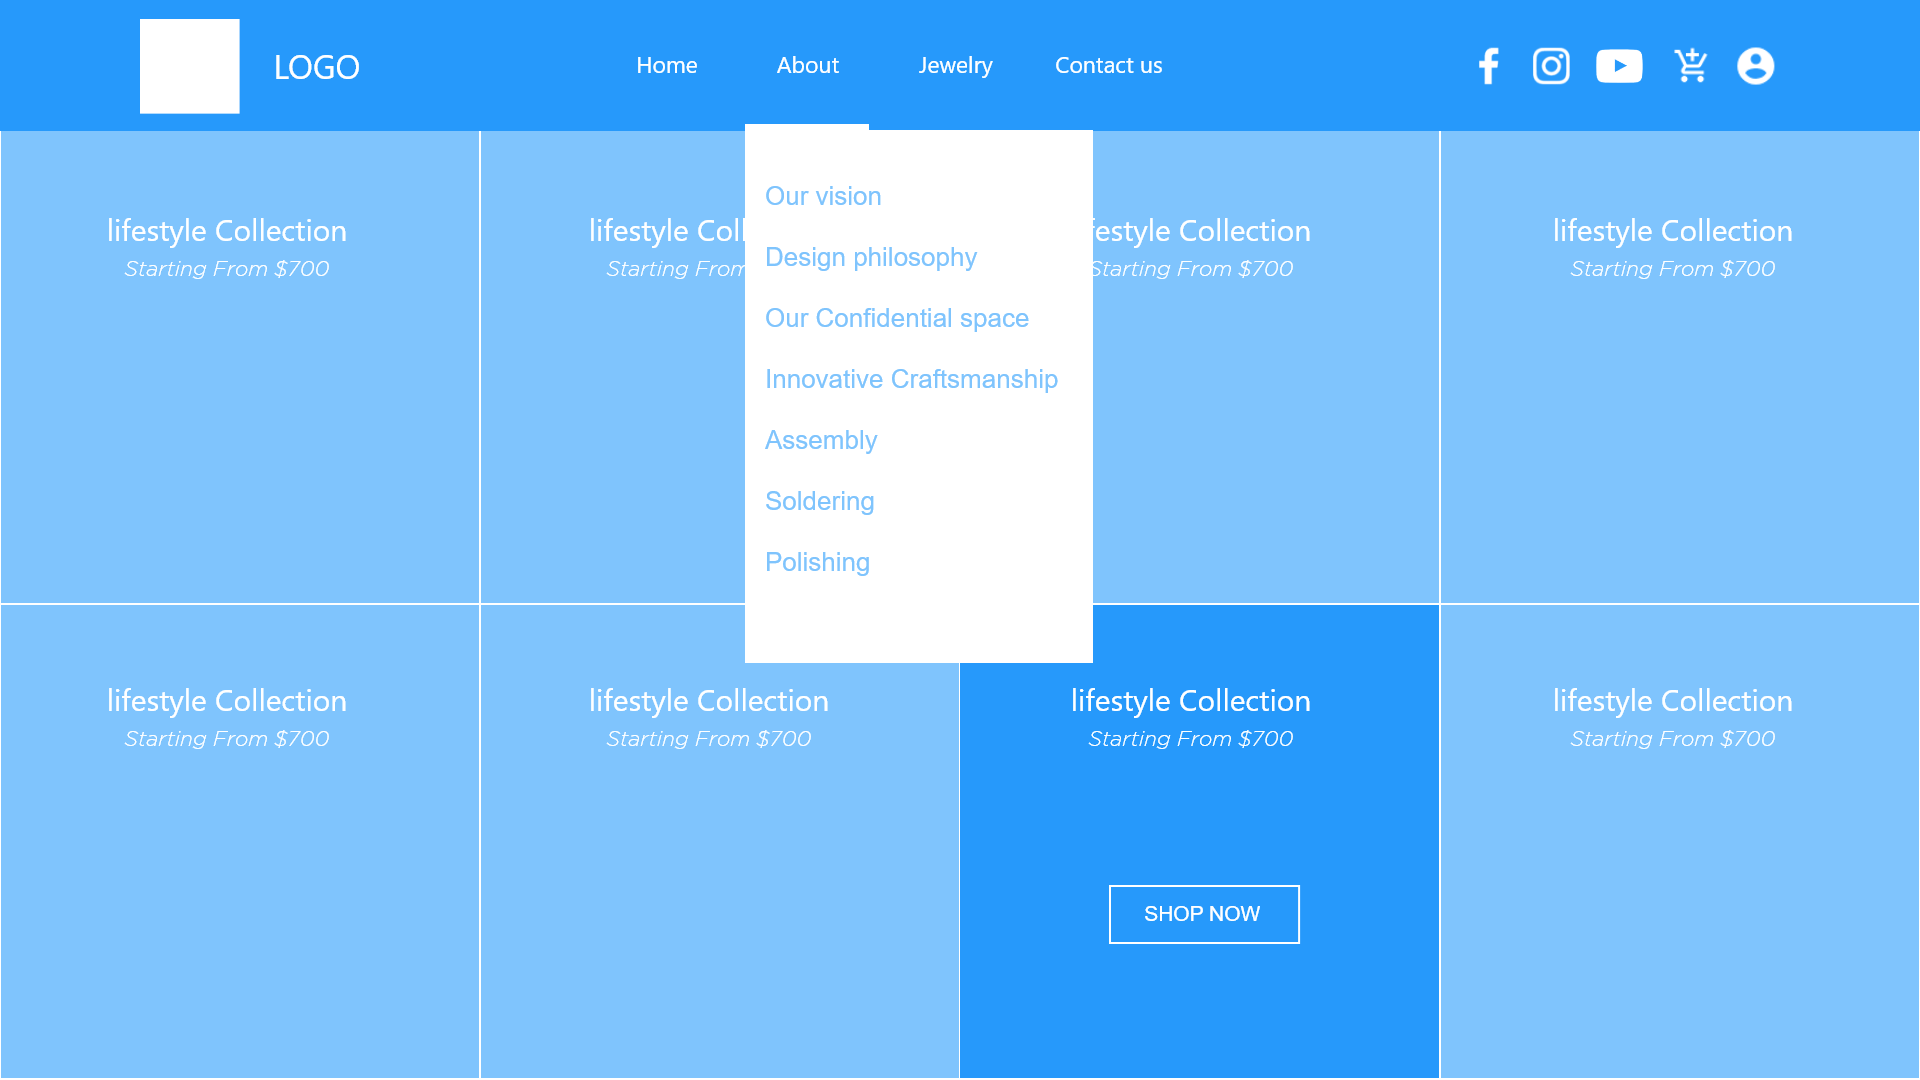 LOGO
Home
About
Jewelry
Contact us
Our vision
Design philosophy
Our Confidential space
Innovative Craftsmanship
Assembly
Soldering
Polishing
lifestyle Collection
Starting From $700
lifestyle Coll
Starting From
festyle Collection
Starting From $700
lifestyle Collection
Starting From $700
lifestyle Collection
Starting From $700
lifestyle Collection
Starting From $700
lifestyle Collection
Starting From $700
SHOP NOW
lifestyle Collection
Starting From $700